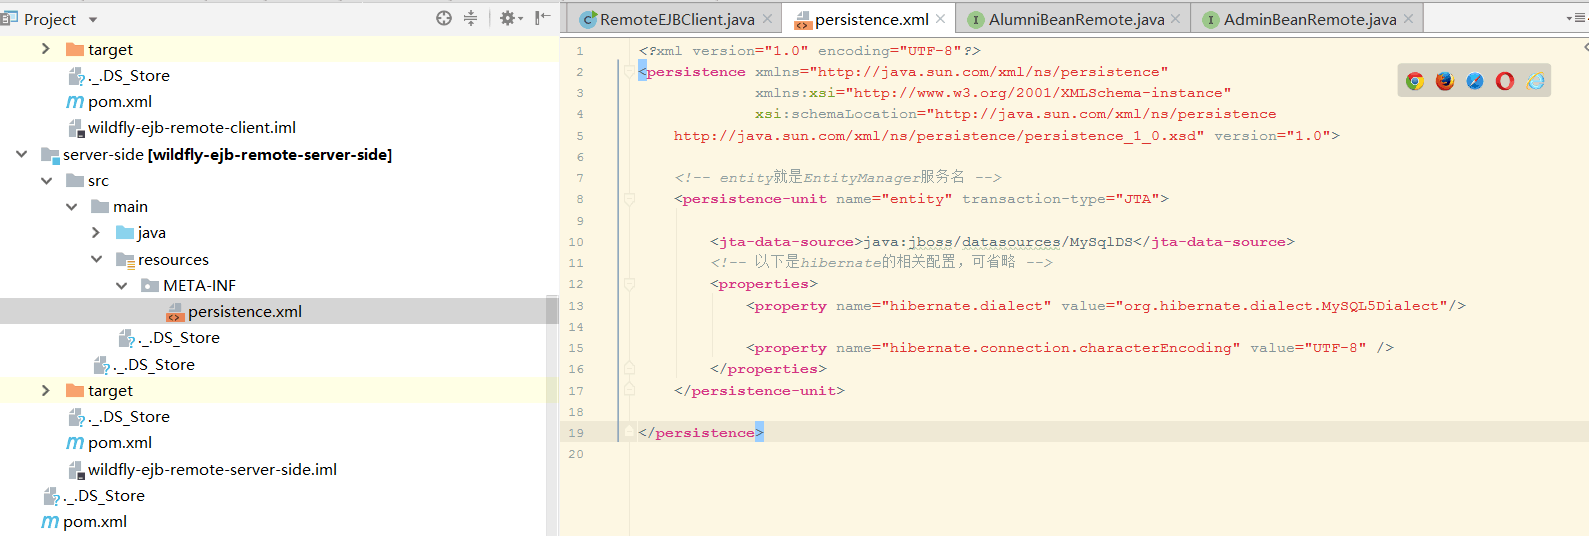 Project
target
._.DS_Store
pom.xml
wildfly-ejb-remote-client.iml
server-side [wildfly-ejb-remote-server-side]
src
main
java
resources
META-INF
persistence.xml
._.DS_Store
._.DS_Store
target
._.DS_Store
pom.xml
wildfly-ejb-remote-server-side.iml
._.DS_Store
pom.xml
RemoteEJBClient.java persistence.xml AlumniBeanRemote.java AdminBeanRemote.java
1 <?xml version="1.0" encoding="UTF-8"?>
2 <persistence xmlns="http://java.sun.com/xml/ns/persistence"
3 xmlns:xsi="http://www.w3.org/2001/XMLSchema-instance"
4 xsi:schemaLocation="http://java.sun.com/xml/ns/persistence
5 http://java.sun.com/xml/ns/persistence/persistence_1_0.xsd" version="1.0">
6
7 <!-- entity就是EntityManager服务名 -->
8 <persistence-unit name="entity" transaction-type="JTA">
9
10 <jta-data-source>java:jboss/datasources/MySqlDS</jta-data-source>
11 <!-- 以下是hibernate的相关配置，可省略 -->
12 <properties>
13 <property name="hibernate.dialect" value="org.hibernate.dialect.MySQL5Dialect"/>
14
15 <property name="hibernate.connection.characterEncoding" value="UTF-8" />
16 </properties>
17 </persistence-unit>
18
19 </persistence>
20